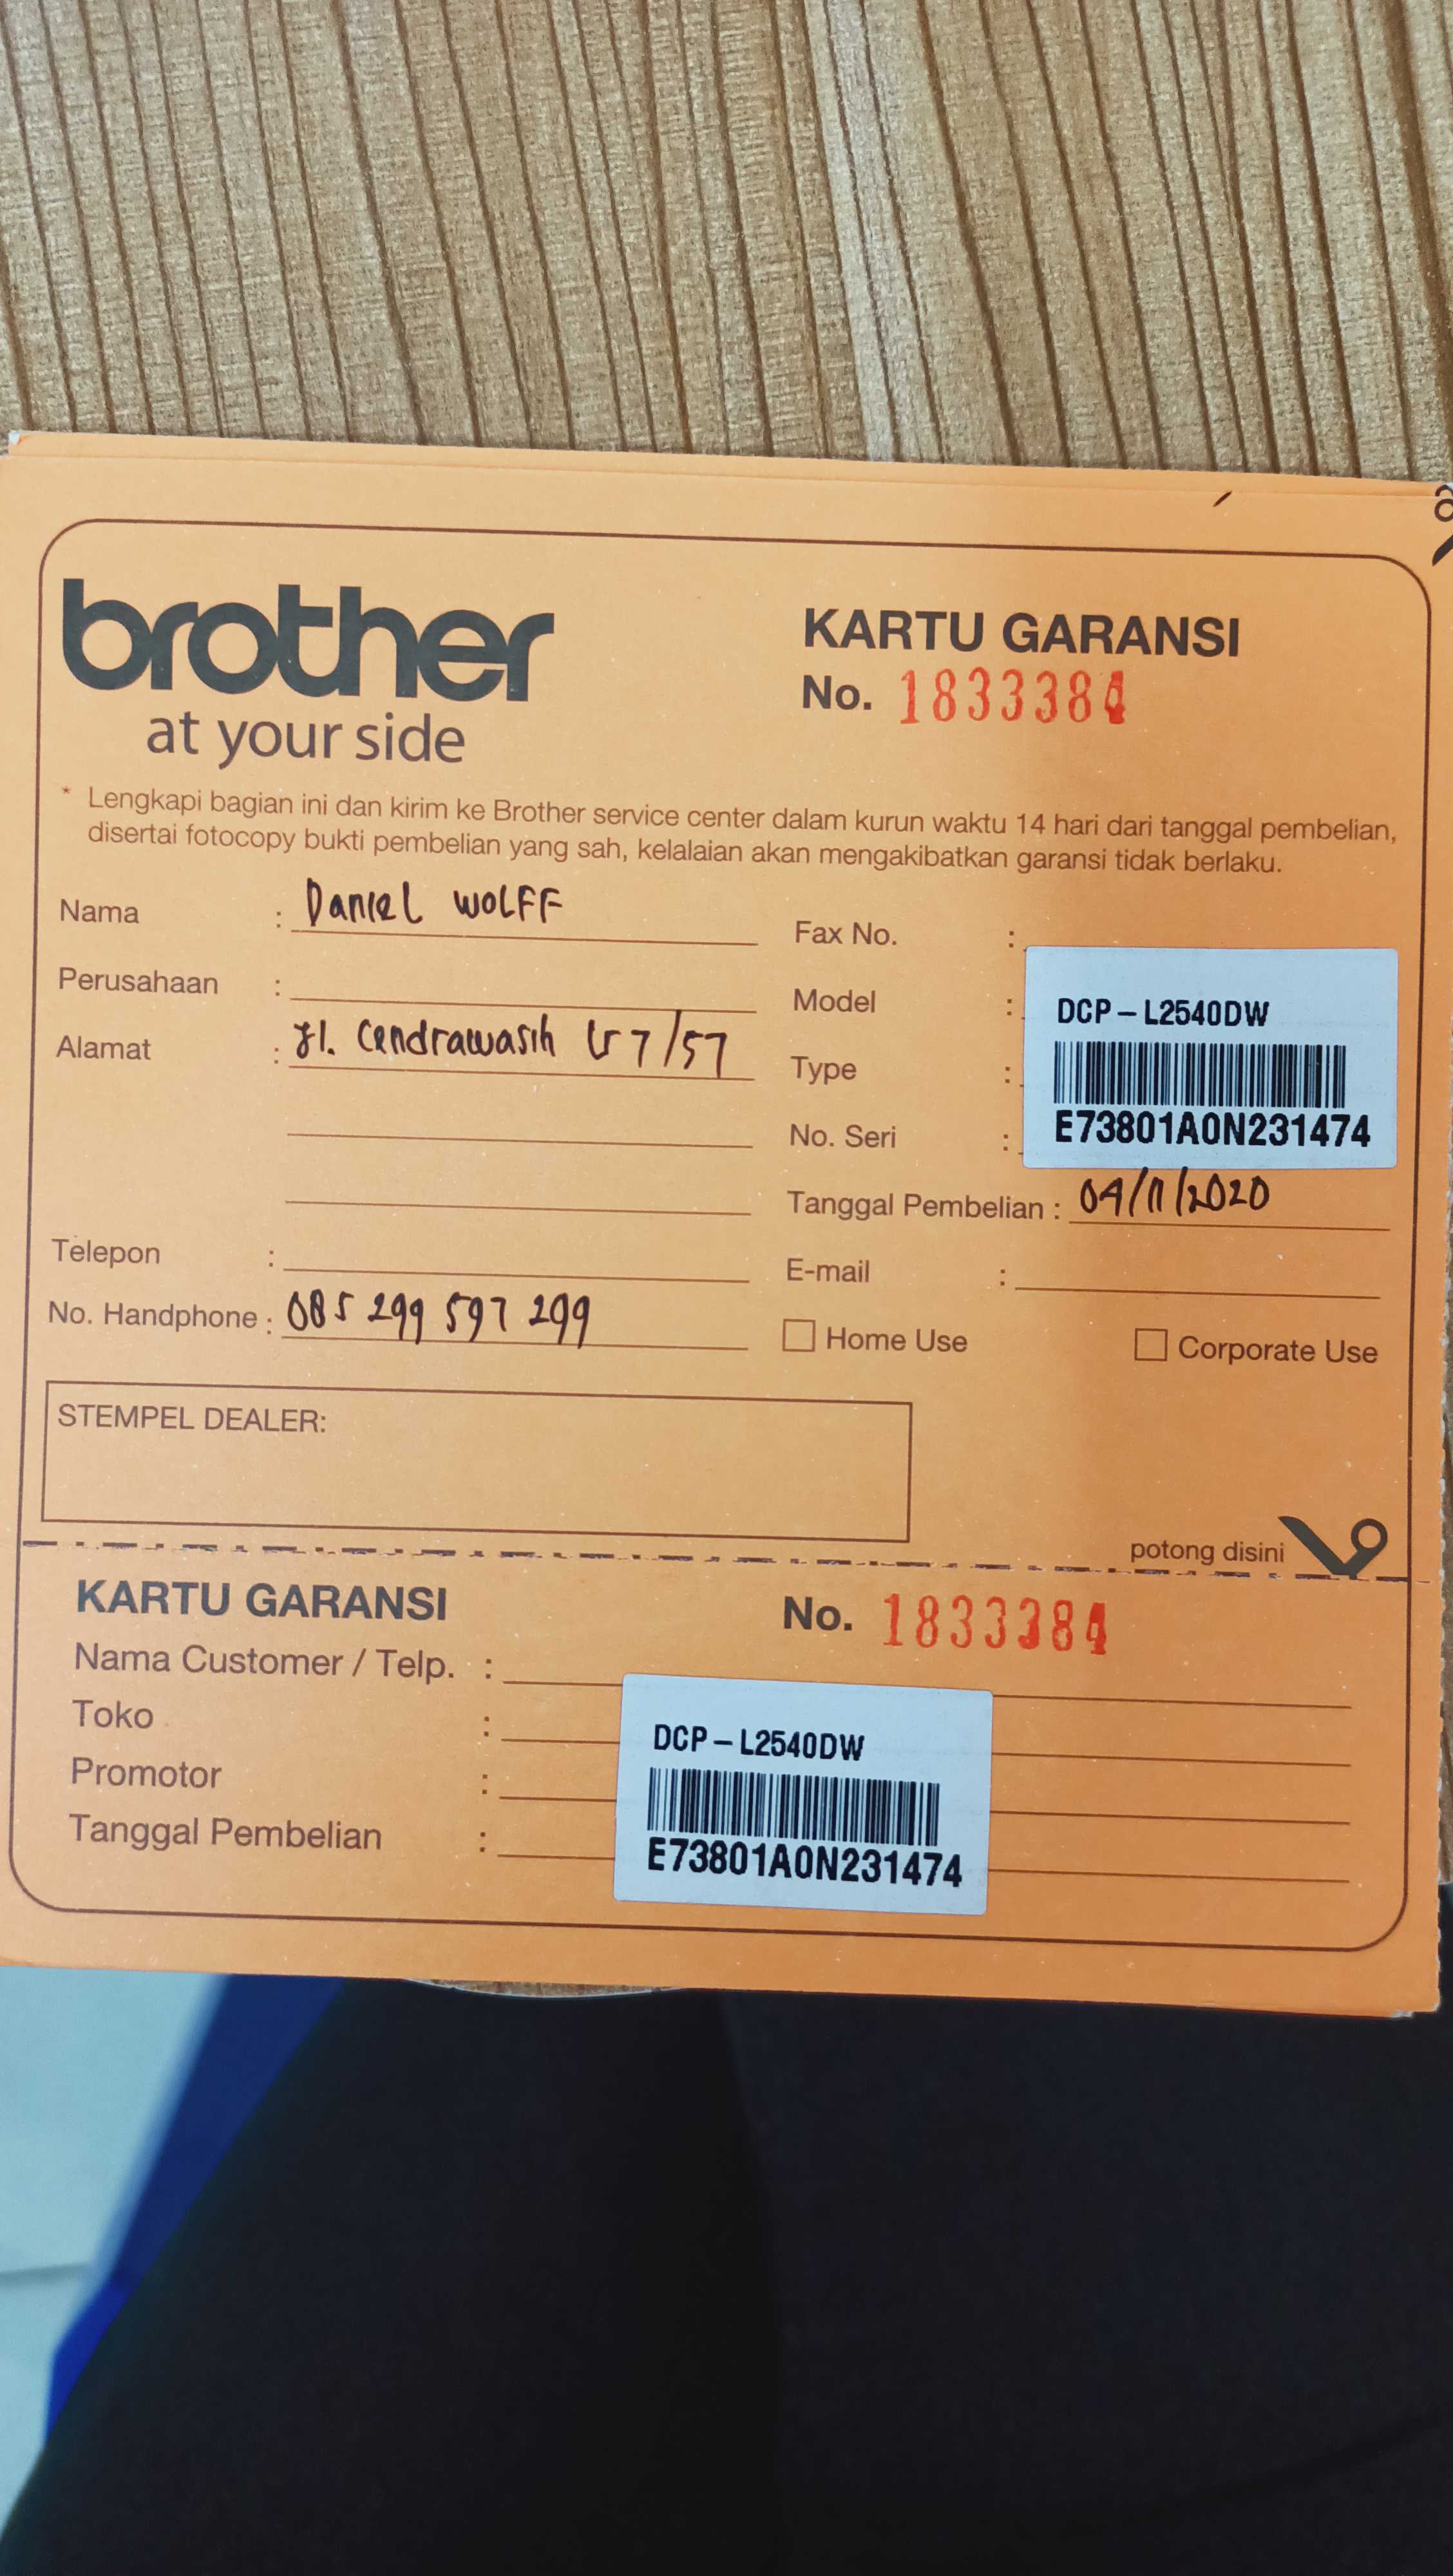 brother
at your side
KARTU GARANSI
No. 1833384
* Lengkapi bagian ini dan kirim ke Brother service center dalam kurun waktu 14 hari dari tanggal pembelian,
disertai fotocopy bukti pembelian yang sah, kelalaian akan mengakibatkan garansi tidak berlaku.
Nama : Daniel WOLFF
Perusahaan :
Alamat : Jl. Cendrawasih 7/57
Telepon :
No. Handphone : 085 299 597 299
Fax No. :
Model :
Type :
No. Seri :
DCP-L2540DW
E73801A0N231474
Tanggal Pembelian : 04/11/2020
E-mail :
Home Use
Corporate Use
STEMPEL DEALER:
potong disini
KARTU GARANSI
No. 1833384
Nama Customer / Telp. :
Toko :
Promotor :
Tanggal Pembelian :
DCP-L2540DW
E73801A0N231474